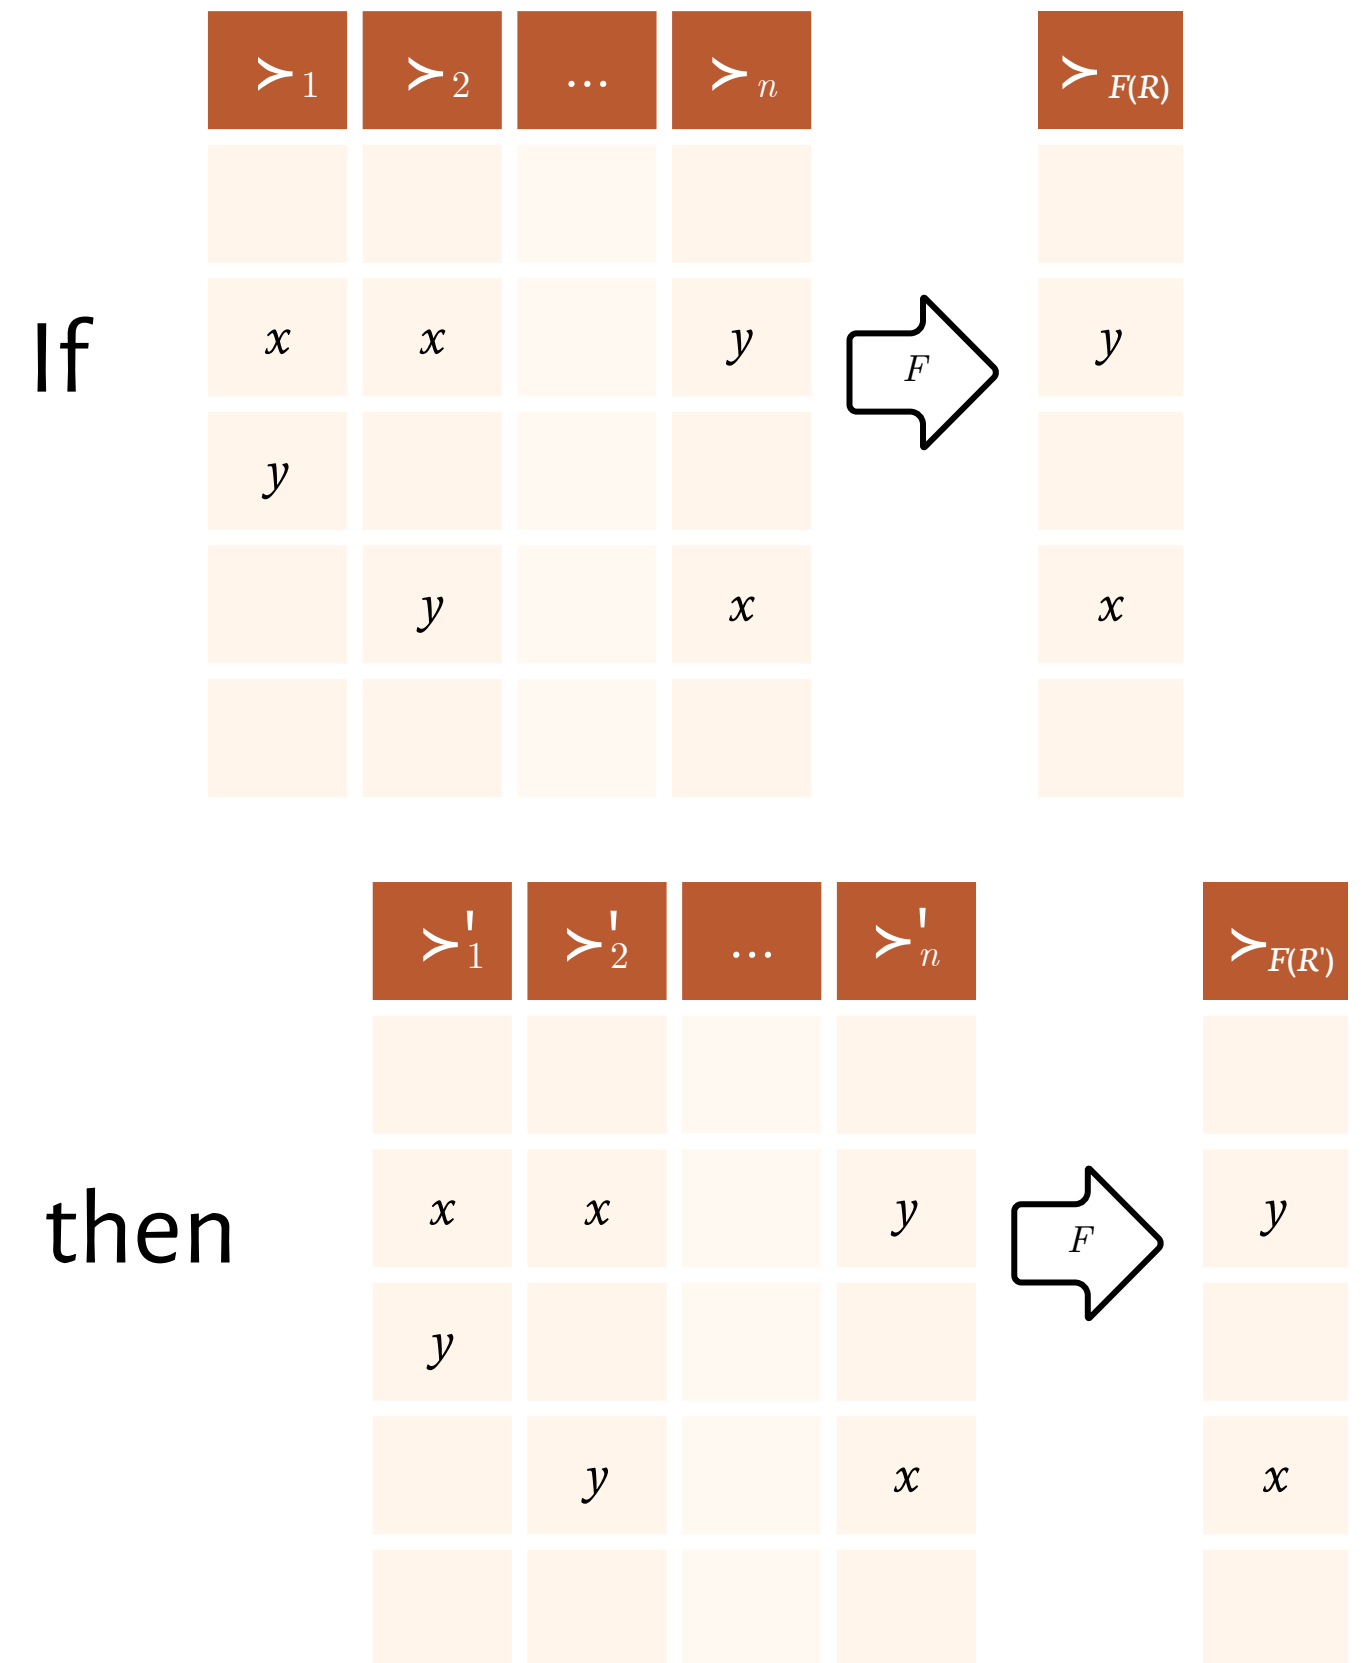 ≻₁ ≻₂ ... ≻ₙ ≻F(R)
If
x x y F y
y
y x x
≻'₁ ≻'₂ ... ≻'ₙ ≻F(R')
then
x x y F y
y
y x x